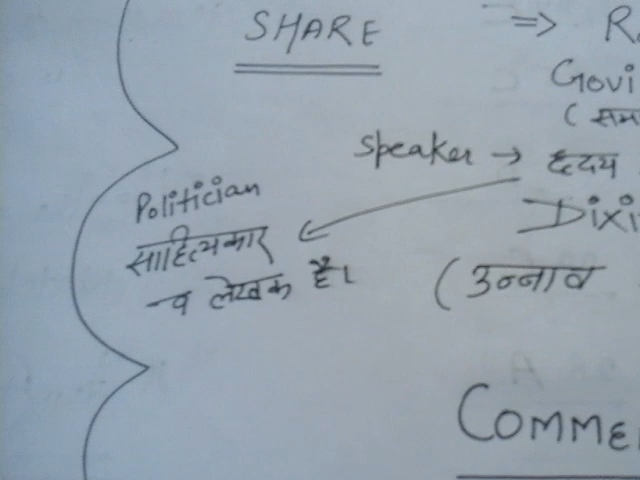 SHARE ⇒ R
Govi
( सम
Speaker → हृदय
Politician
Dixi
साहित्यकार
व लेखक है।
( उन्नाव
COMME